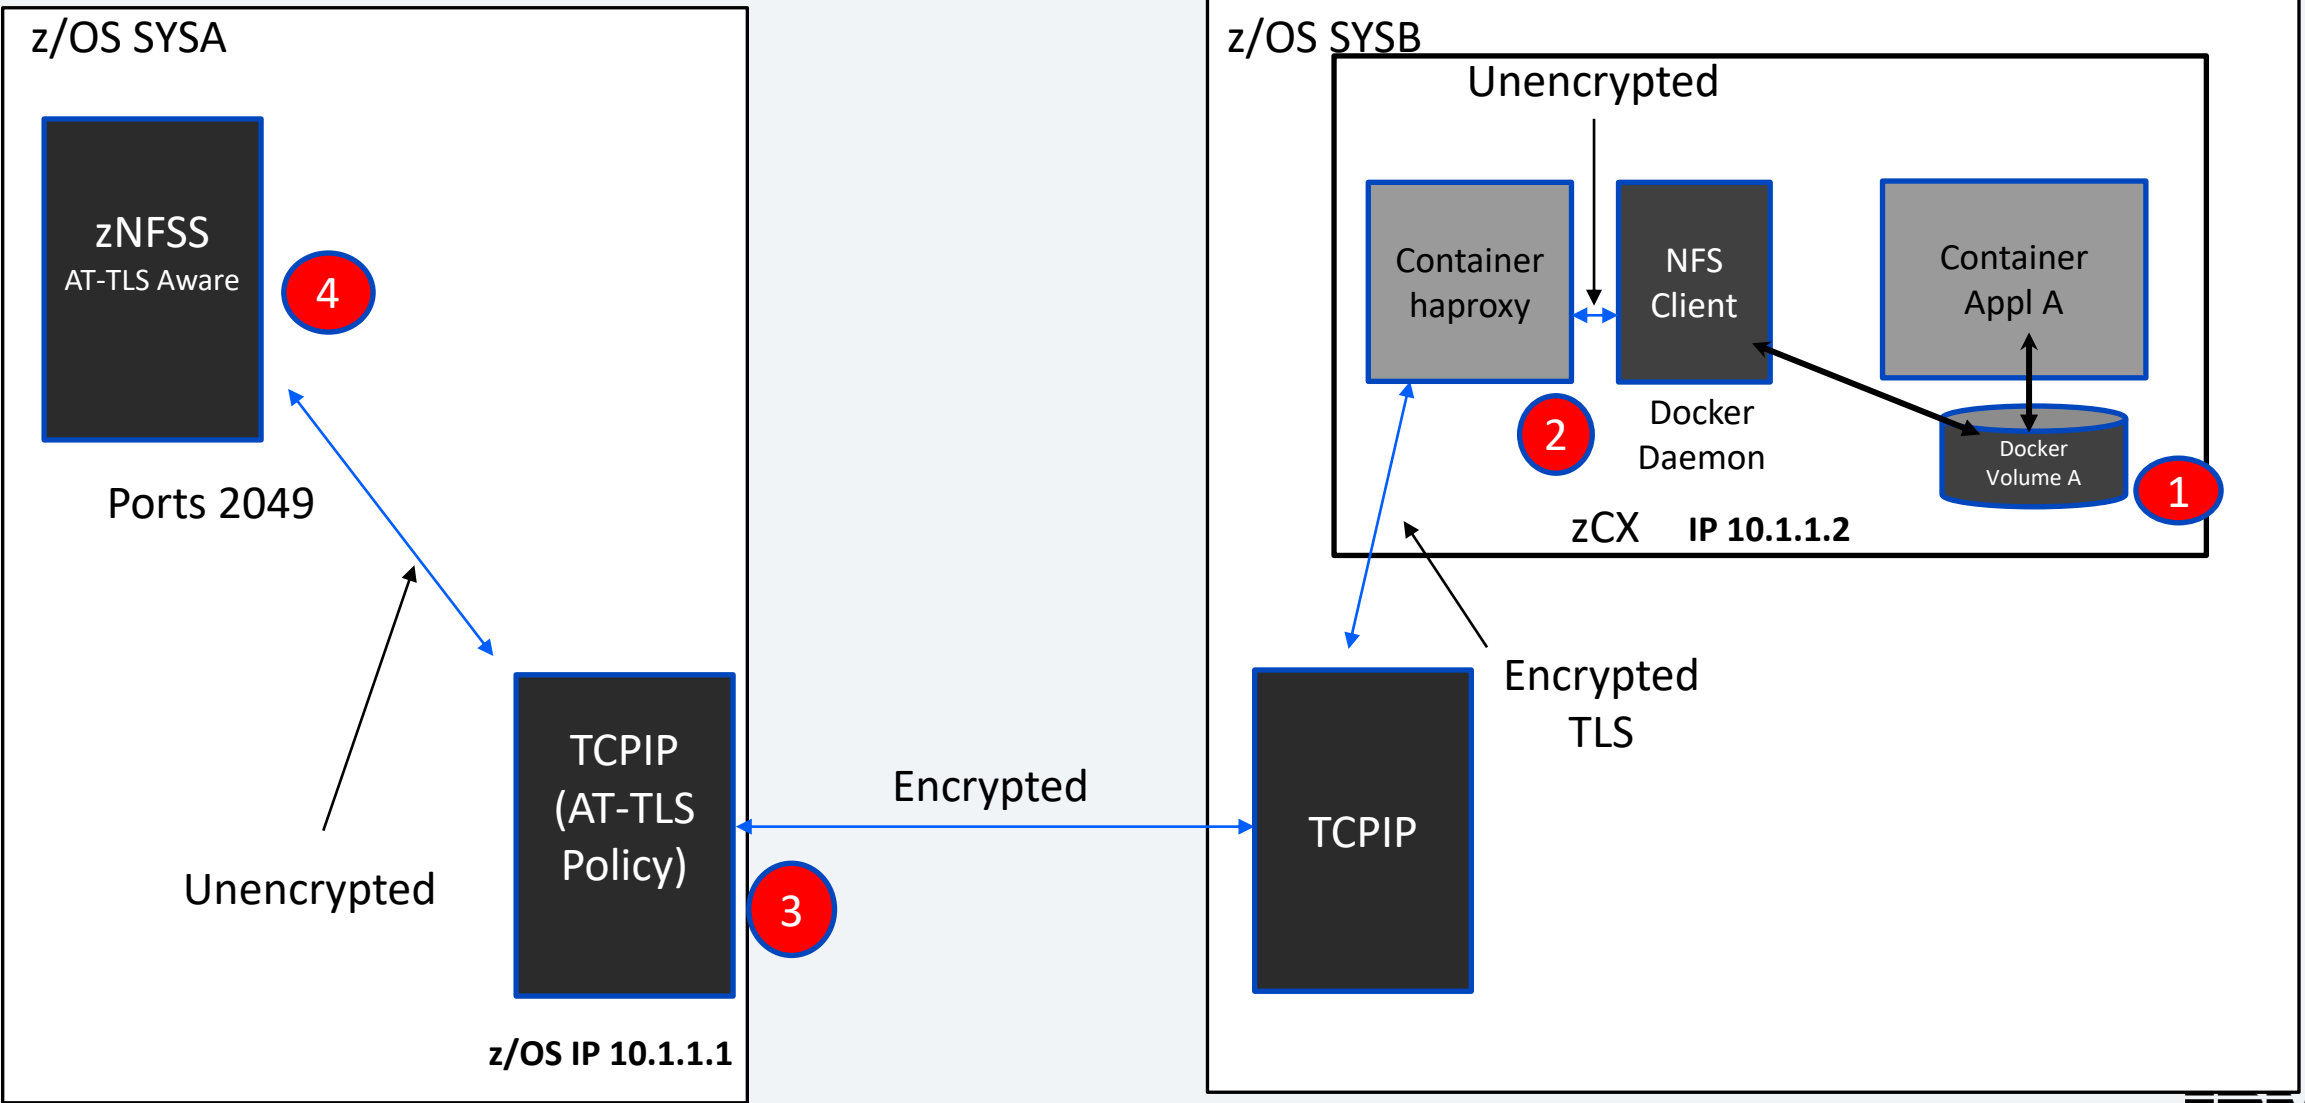 z/OS SYSA
zNFSS
AT-TLS Aware
4
Ports 2049
Unencrypted
TCPIP
(AT-TLS
Policy)
3
z/OS IP 10.1.1.1
Encrypted
z/OS SYSB
Unencrypted
Container
haproxy
NFS
Client
Container
Appl A
2
Docker
Daemon
Docker
Volume A
1
zCX
IP 10.1.1.2
Encrypted
TLS
TCPIP